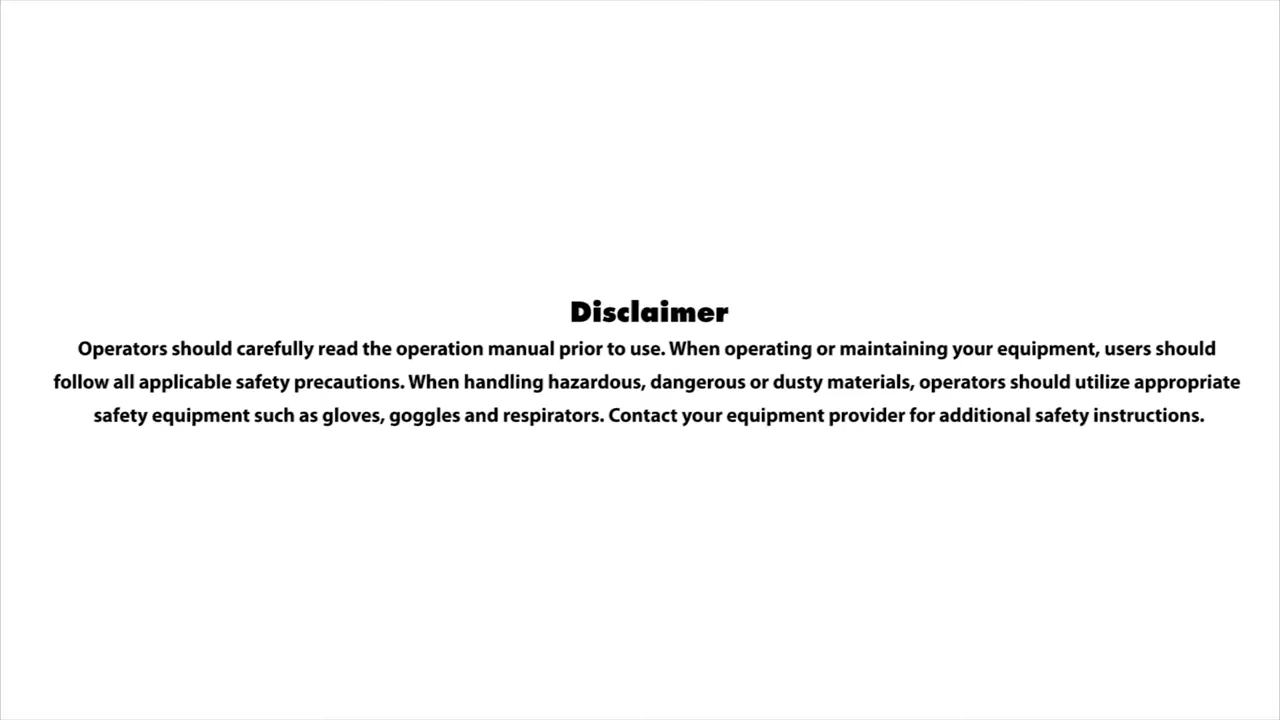 Disclaimer
Operators should carefully read the operation manual prior to use. When operating or maintaining your equipment, users should
follow all applicable safety precautions. When handling hazardous, dangerous or dusty materials, operators should utilize appropriate
safety equipment such as gloves, goggles and respirators. Contact your equipment provider for additional safety instructions.